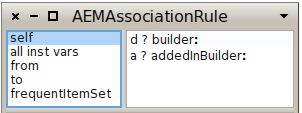 AEMAssociationRule
self
all inst vars
from
to
frequentItemSet
d ? builder:
a ? addedInBuilder: